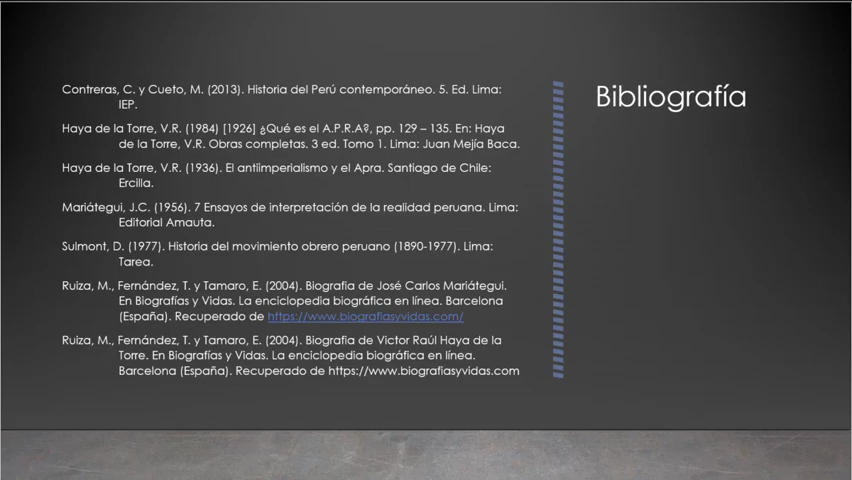 Bibliografía
Contreras, C. y Cueto, M. (2013). Historia del Perú contemporáneo. 5. Ed. Lima:
IEP.
Haya de la Torre, V.R. (1984) [1926] ¿Qué es el A.P.R.A?, pp. 129 – 135. En: Haya
de la Torre, V.R. Obras completas. 3 ed. Tomo 1. Lima: Juan Mejía Baca.
Haya de la Torre, V.R. (1936). El antiimperialismo y el Apra. Santiago de Chile:
Ercilla.
Mariátegui, J.C. (1956). 7 Ensayos de interpretación de la realidad peruana. Lima:
Editorial Amauta.
Sulmont, D. (1977). Historia del movimiento obrero peruano (1890-1977). Lima:
Tarea.
Ruiza, M., Fernández, T. y Tamaro, E. (2004). Biografia de José Carlos Mariátegui.
En Biografías y Vidas. La enciclopedia biográfica en línea. Barcelona
(España). Recuperado de https://www.biografiasyvidas.com/
Ruiza, M., Fernández, T. y Tamaro, E. (2004). Biografia de Victor Raúl Haya de la
Torre. En Biografías y Vidas. La enciclopedia biográfica en línea.
Barcelona (España). Recuperado de https://www.biografiasyvidas.com